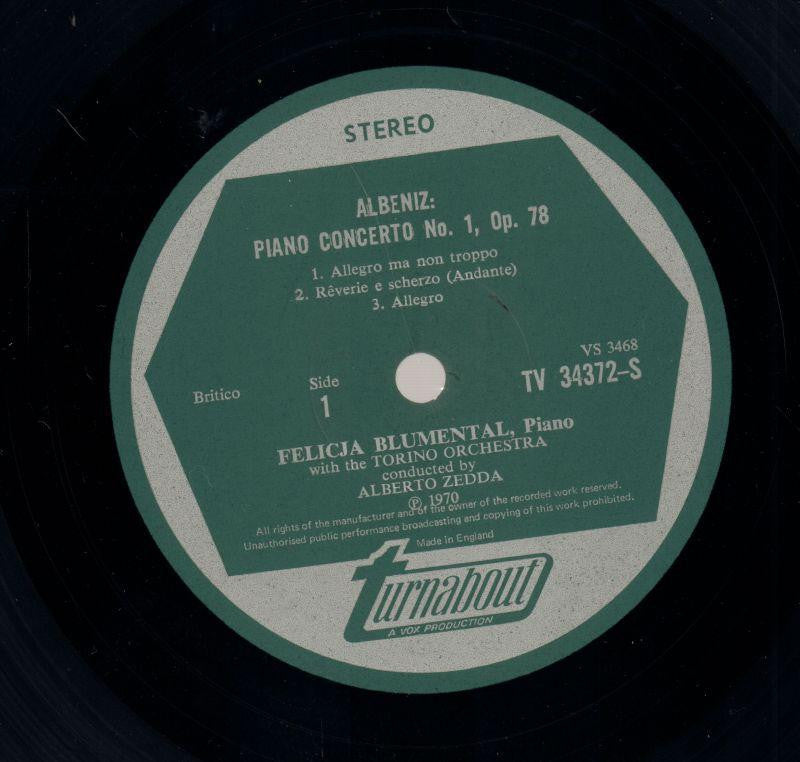 STEREO
ALBENIZ:
PIANO CONCERTO No. 1, Op. 78
1. Allegro ma non troppo
2. Rêverie e scherzo (Andante)
3. Allegro
Britico
Side
1
VS 3468
TV 34372-S
FELICJA BLUMENTAL, Piano
with the TORINO ORCHESTRA
conducted by
ALBERTO ZEDDA
℗ 1970
All rights of the manufacturer and of the owner of the recorded work reserved.
Unauthorised public performance broadcasting and copying of this work prohibited.
Made in England
turnabout
A VOX PRODUCTION